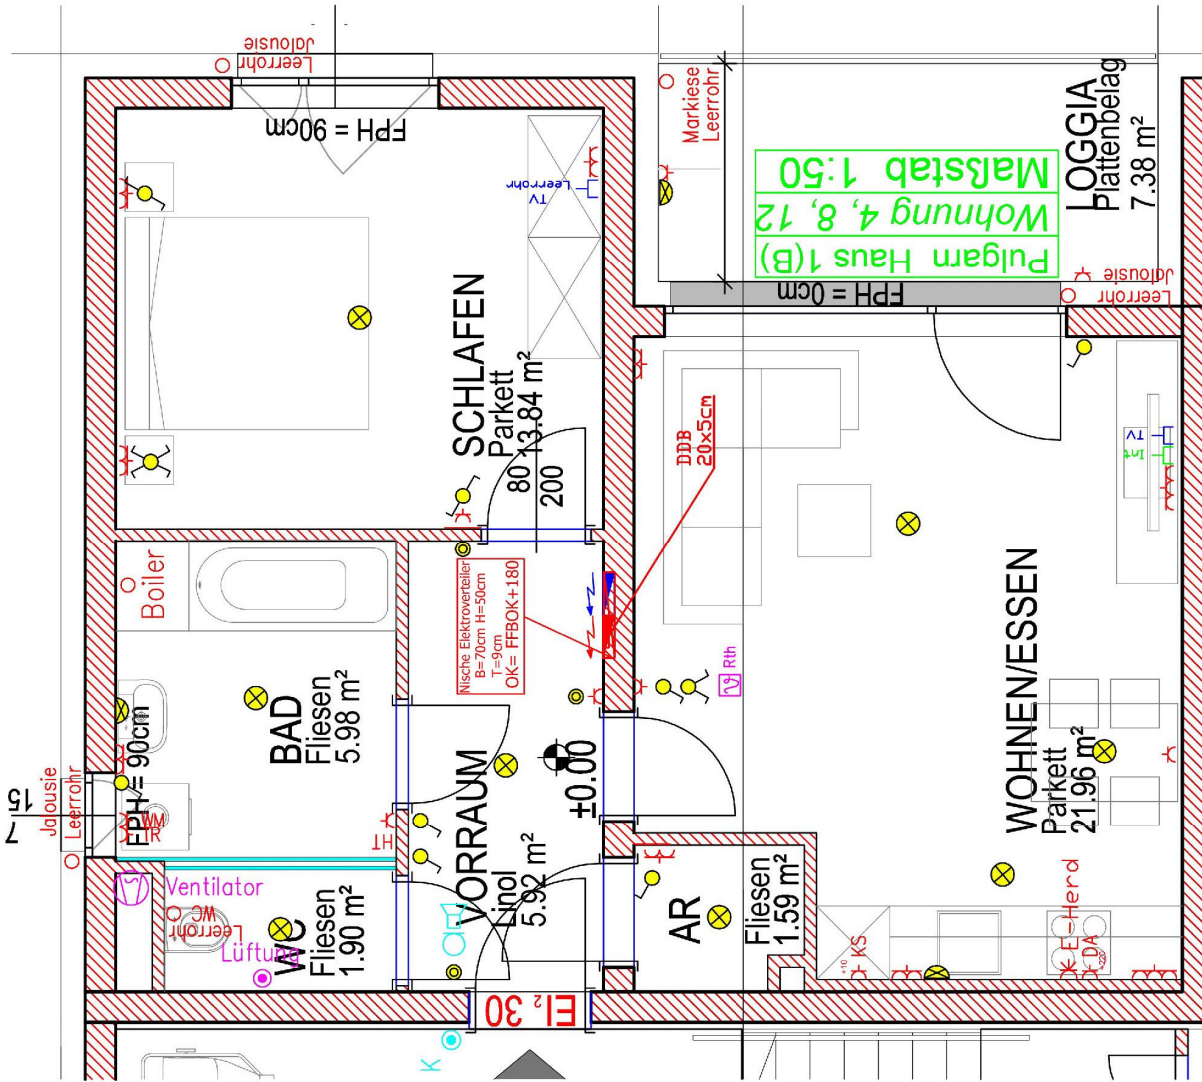 Jalousie
Leerrohr
FPH = 90cm
TV
Leerrohr
SCHLAFEN
Parkett
13.84 m²
80
200
Markiese
Leerrohr
LOGGIA
Plattenbelag
7.38 m²
Pulgarn Haus 1(B)
Wohnung 4, 8, 12
Maßstab 1:50
FPH = 0cm
Jalousie
Leerrohr
DDB
20x5cm
TV
Int
Boiler
Nische Elektroverteiler
B=70cm H=50cm
T=9cm
OK= FFBOK+180
Rth
BAD
Fliesen
5.98 m²
FPH = 90cm
Jalousie
Leerrohr
15
7
WM
TR
HT
VORRAUM
Vinol
5.92 m²
±0.00
WOHNEN/ESSEN
Parkett
21.96 m²
Ventilator
WC
Leerrohr
Lüftung
WC
Fliesen
1.90 m²
AR
Fliesen
1.59 m²
+10
KS
E-Herd
DA
+220
EI₂ 30
K